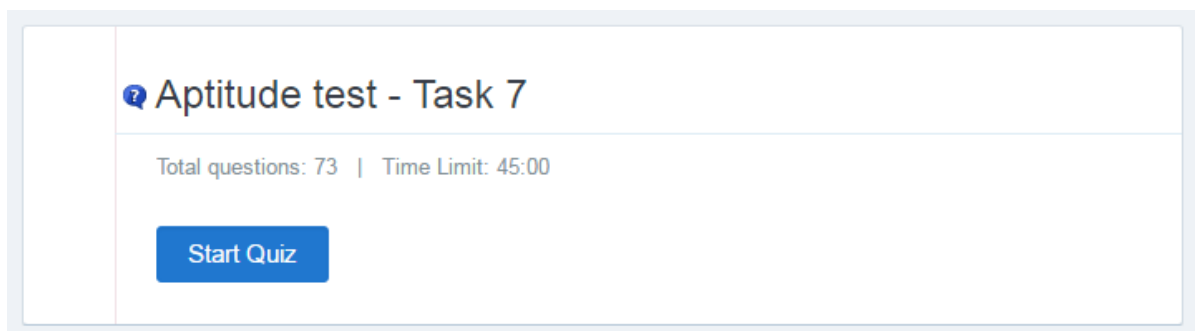 Aptitude test - Task 7
Total questions: 73 | Time Limit: 45:00
Start Quiz